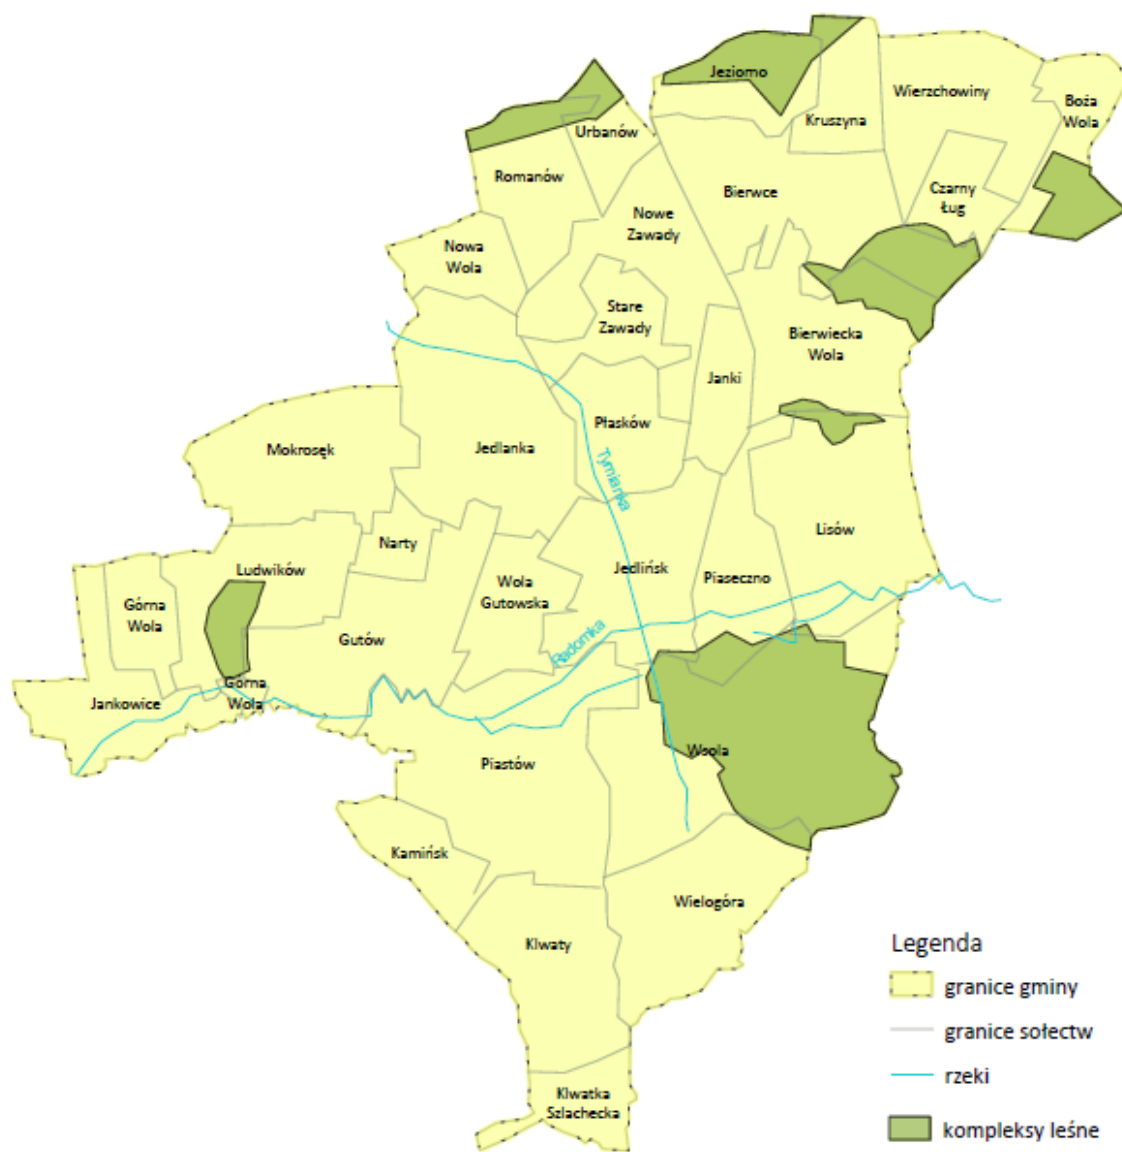 Jeziorno
Kruszyna
Wierzchowiny
Boża
Wola
Urbanów
Romanów
Bierwce
Czarny
Ług
Nowe
Zawady
Nowa
Wola
Stare
Zawady
Bierwiecka
Wola
Janki
Płasków
Mokrosęk
Jedlanka
Tymianka
Lisów
Narty
Ludwików
Wola
Gutowska
Jedlińsk
Piaseczno
Górna
Wola
Gutów
Radomka
Górna
Wola
Jankowice
Wsola
Piastów
Kamińsk
Wielogóra
Klwaty
Klwatka
Szlachecka
Legenda
granice gminy
granice sołectw
rzeki
kompleksy leśne